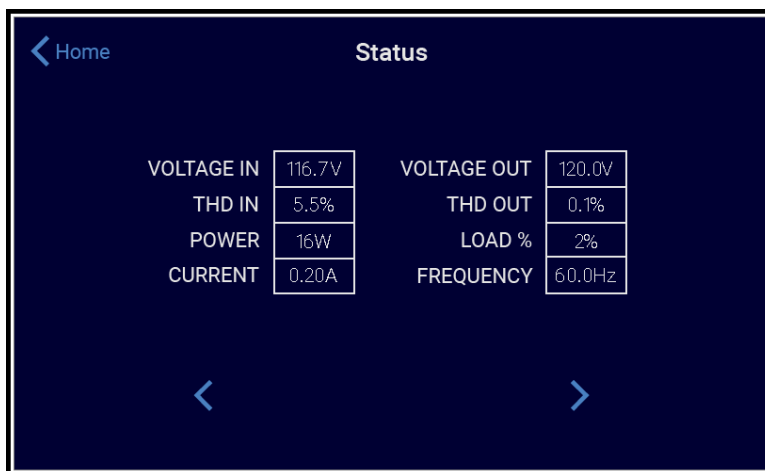 Home
Status
VOLTAGE IN 116.7V VOLTAGE OUT 120.0V
THD IN 5.5% THD OUT 0.1%
POWER 16W LOAD % 2%
CURRENT 0.20A FREQUENCY 60.0Hz